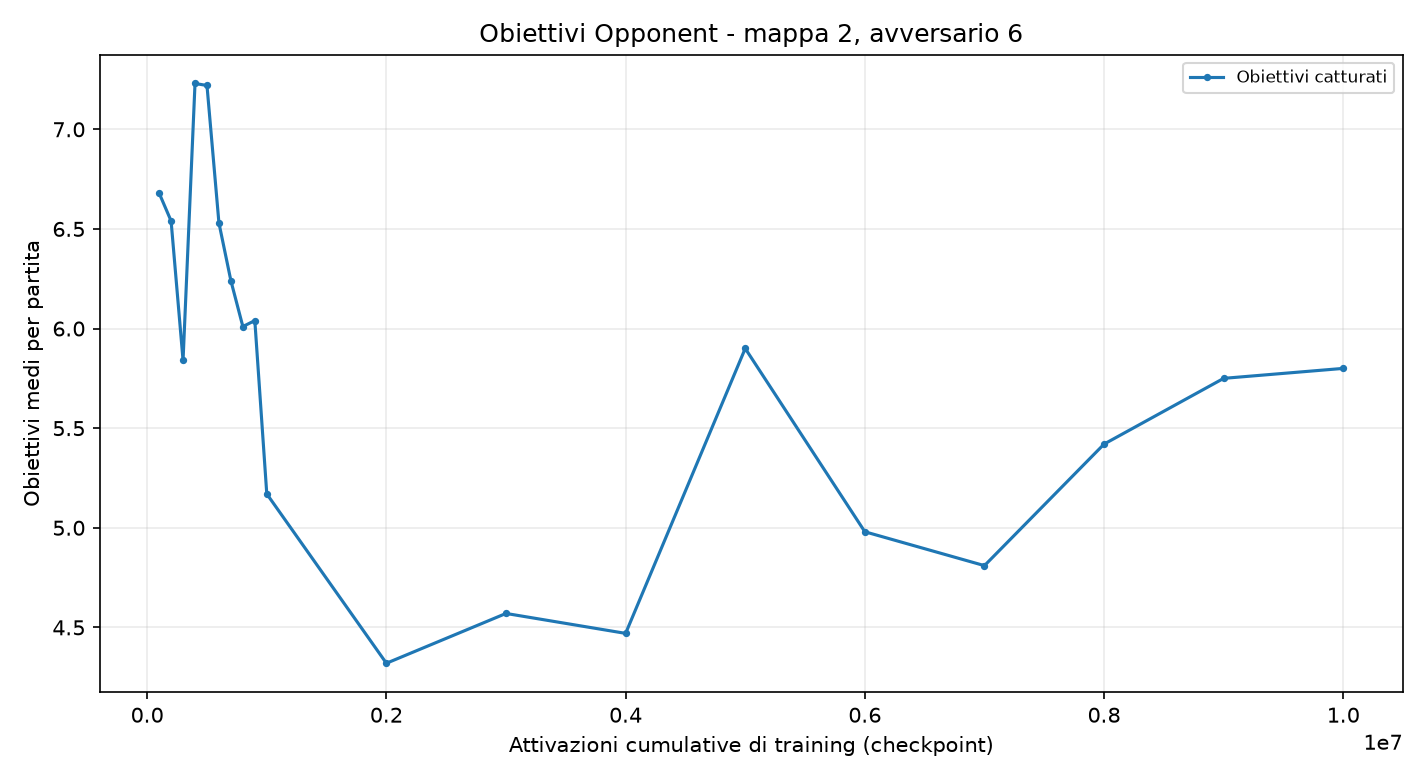 Obiettivi Opponent - mappa 2, avversario 6
Obiettivi catturati
Obiettivi medi per partita
7.0
6.5
6.0
5.5
5.0
4.5
0.0 0.2 0.4 0.6 0.8 1.0
1e7
Attivazioni cumulative di training (checkpoint)